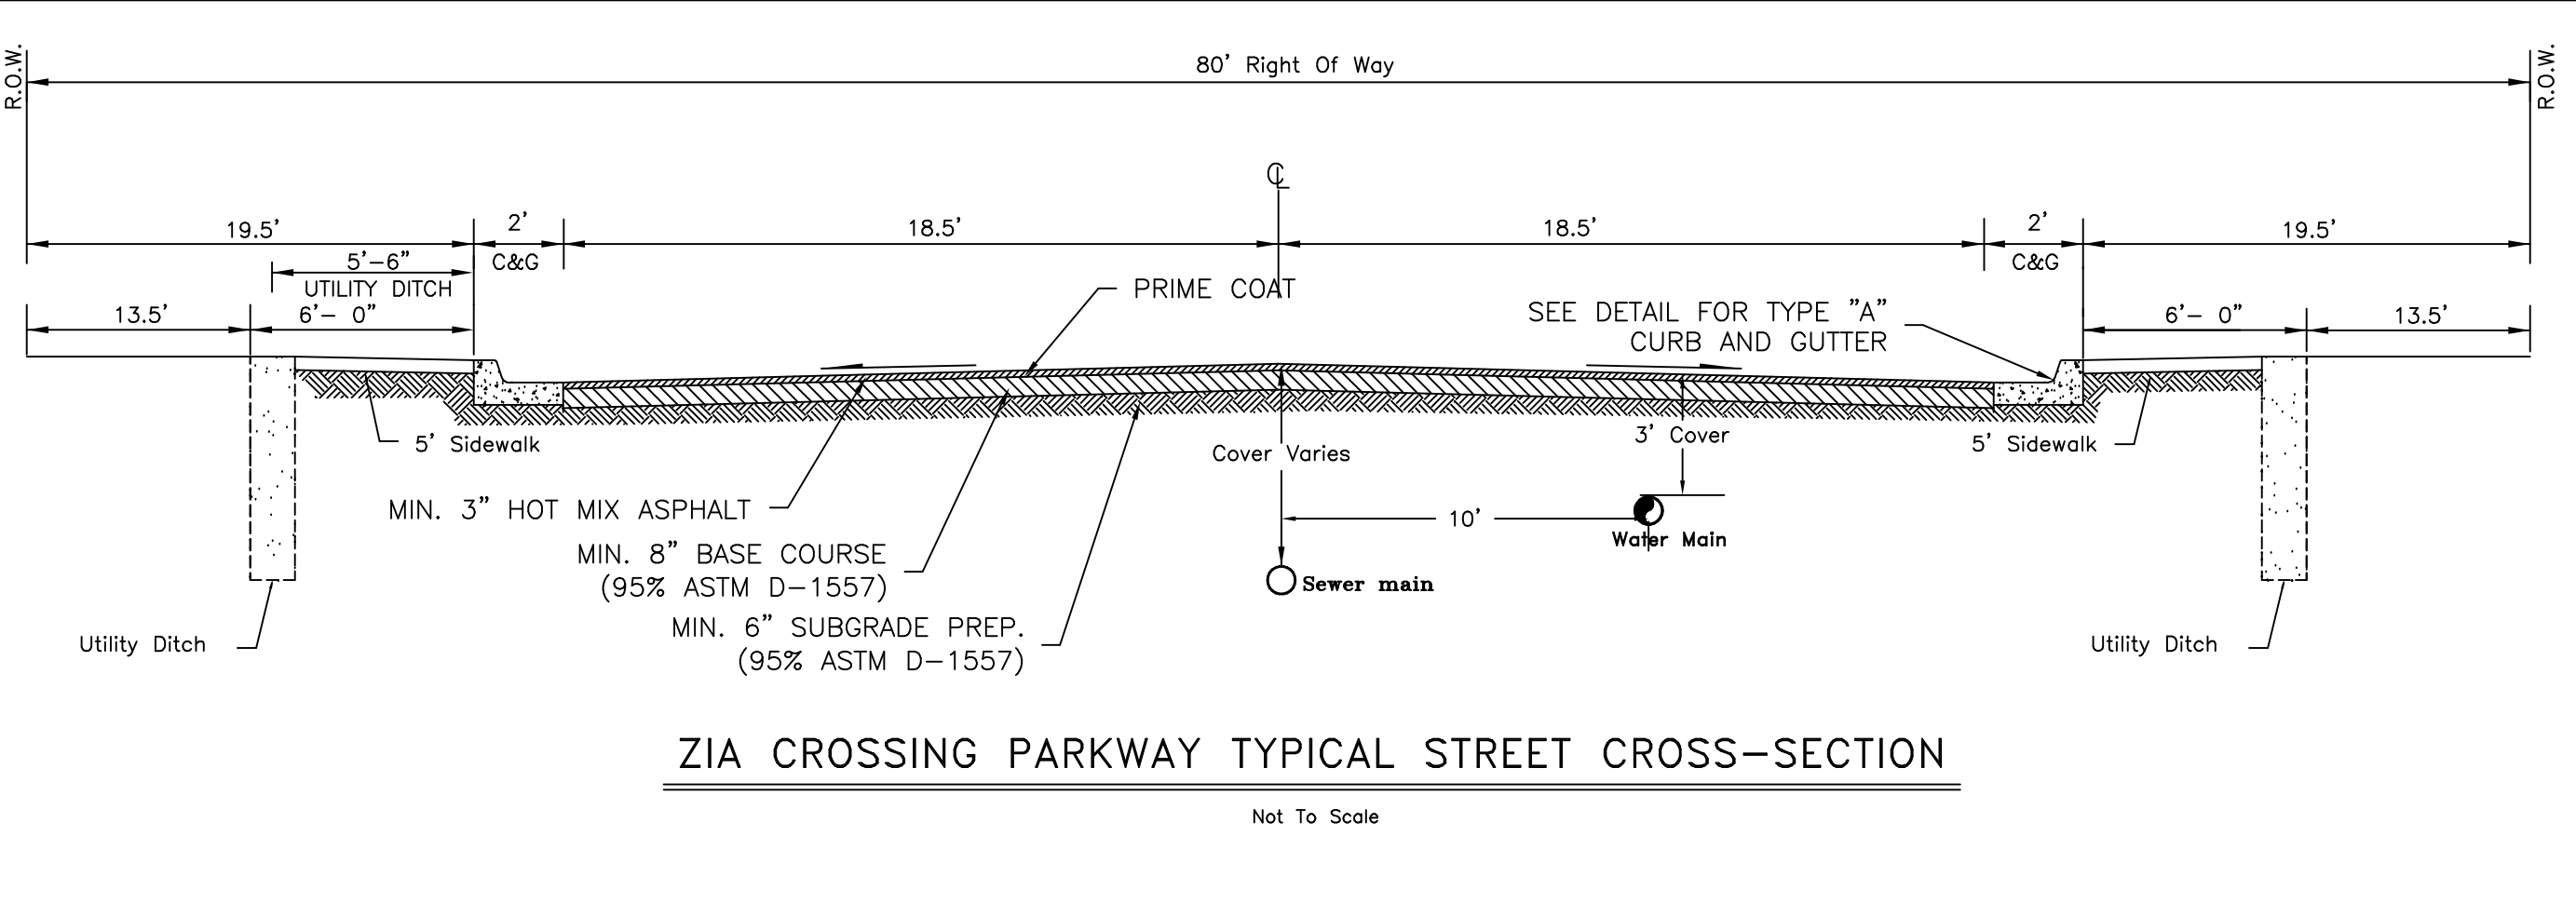 R.O.W.
80' Right Of Way
R.O.W.
℄
19.5'
2'
18.5'
18.5'
2'
19.5'
C&G
C&G
5'-6"
UTILITY DITCH
PRIME COAT
SEE DETAIL FOR TYPE "A"
CURB AND GUTTER
13.5'
6'- 0"
6'- 0"
13.5'
5' Sidewalk
Cover Varies
3' Cover
5' Sidewalk
MIN. 3" HOT MIX ASPHALT
10'
Water Main
MIN. 8" BASE COURSE
(95% ASTM D-1557)
Sewer main
MIN. 6" SUBGRADE PREP.
(95% ASTM D-1557)
Utility Ditch
Utility Ditch
ZIA CROSSING PARKWAY TYPICAL STREET CROSS-SECTION
Not To Scale